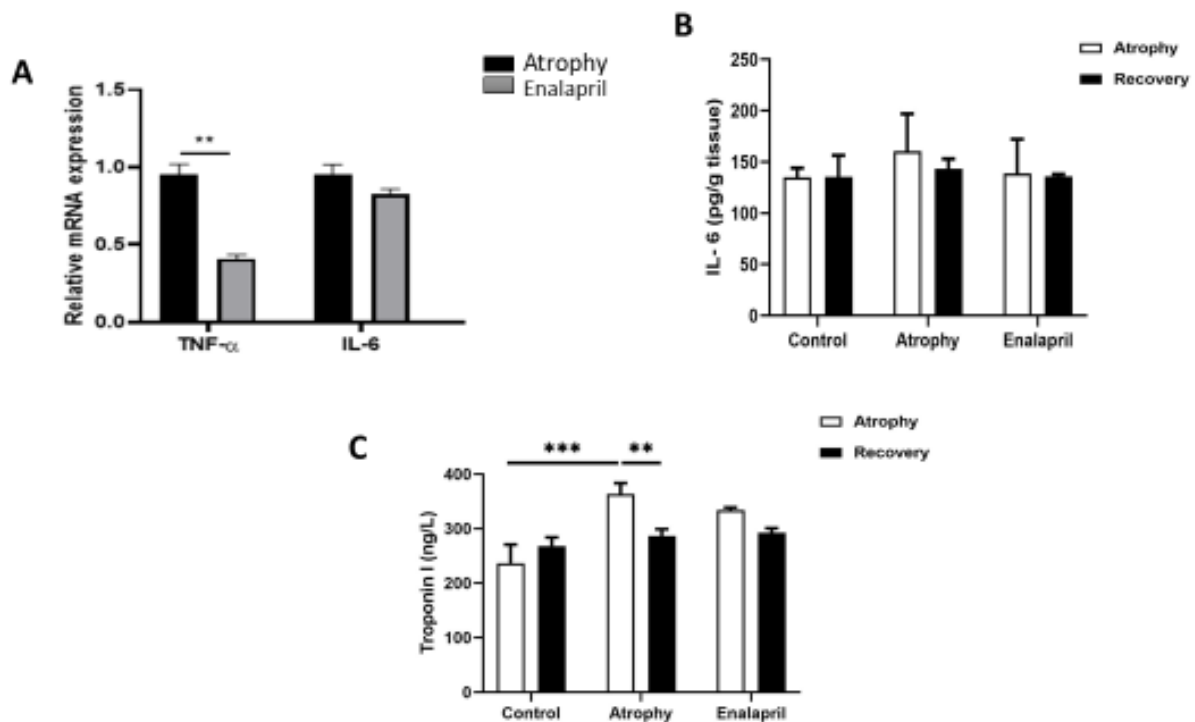 A
Atrophy
Enalapril
Relative mRNA expression
1.5
1.0
0.5
0.0
**
TNF-α
IL-6
B
Atrophy
Recovery
IL- 6 (pg/g tissue)
250
200
150
100
50
0
Control
Atrophy
Enalapril
C
Atrophy
Recovery
Troponin I (ng/L)
400
300
200
100
0
***
**
Control
Atrophy
Enalapril